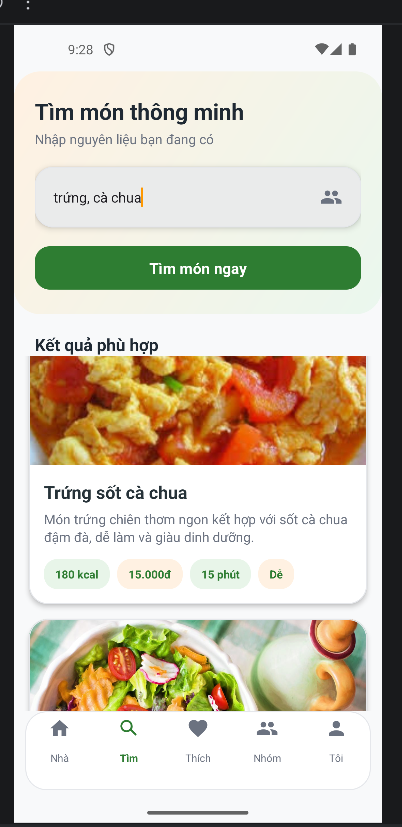 9:28
Tìm món thông minh
Nhập nguyên liệu bạn đang có
trứng, cà chua
Tìm món ngay
Kết quả phù hợp
Trứng sốt cà chua
Món trứng chiên thơm ngon kết hợp với sốt cà chua
đậm đà, dễ làm và giàu dinh dưỡng.
180 kcal 15.000đ 15 phút Dễ
Nhà Tìm Thích Nhóm Tôi